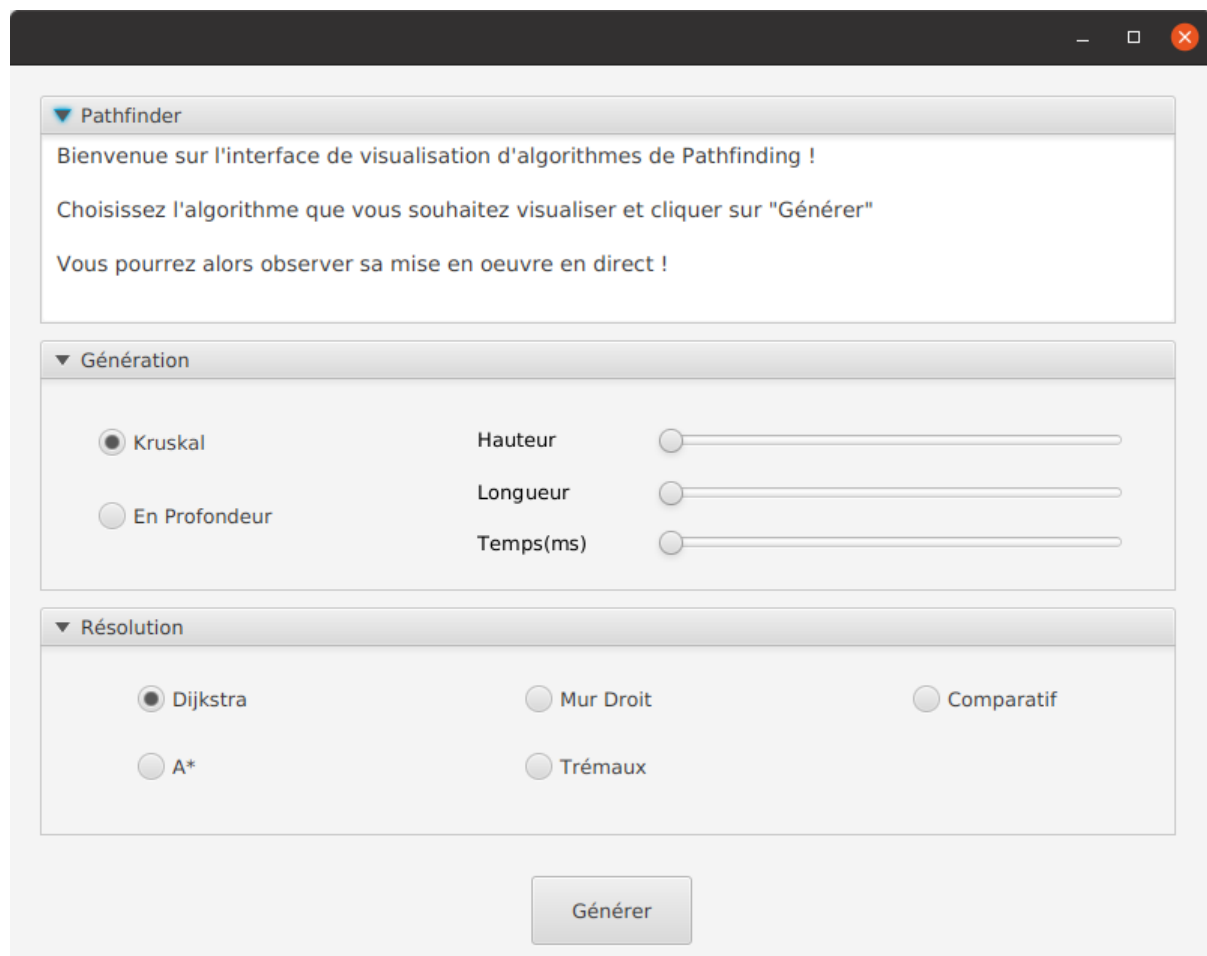 Pathfinder
Bienvenue sur l'interface de visualisation d'algorithmes de Pathfinding !
Choisissez l'algorithme que vous souhaitez visualiser et cliquer sur "Générer"
Vous pourrez alors observer sa mise en oeuvre en direct !
Génération
Kruskal
En Profondeur
Hauteur
Longueur
Temps(ms)
Résolution
Dijkstra
Mur Droit
Comparatif
A*
Trémaux
Générer